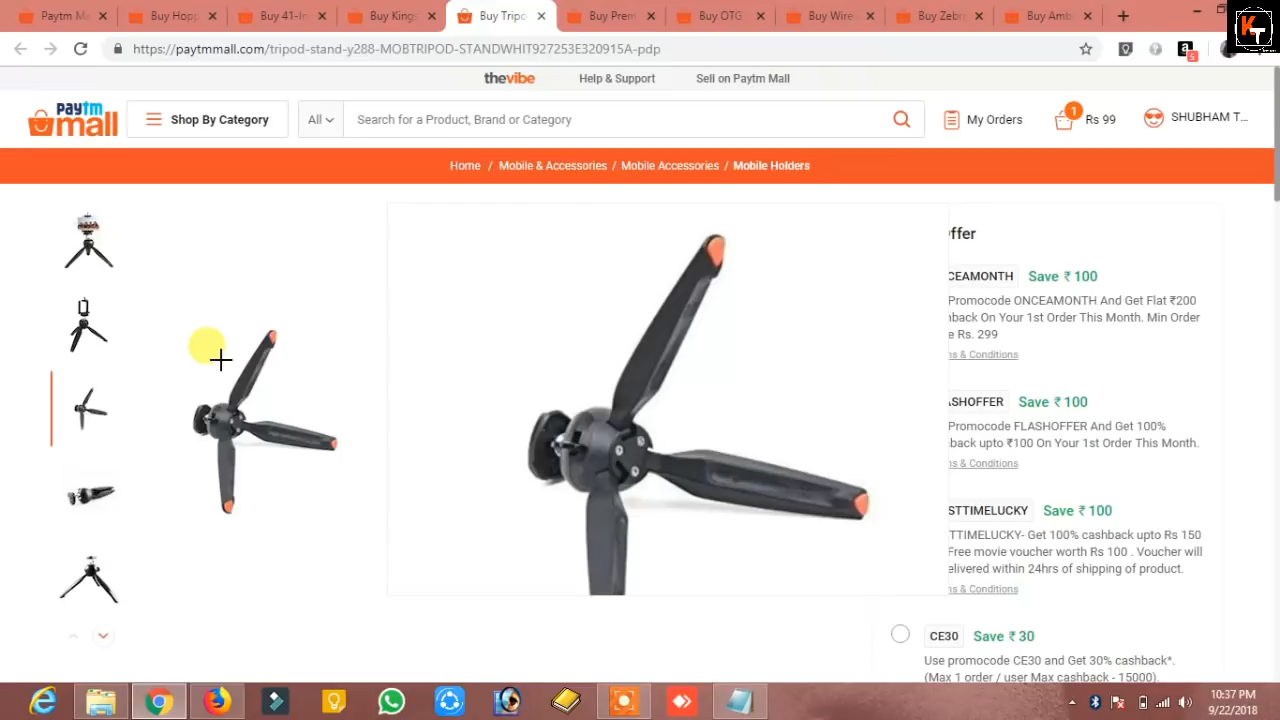 Paytm Ma
Buy Hopp
Buy 41-In
Buy Kings
Buy Tripo
Buy Prem
Buy OTG
Buy Wire
Buy Zebr
Buy Amb
KT
https://paytmmall.com/tripod-stand-y288-MOBTRIPOD-STANDWHIT927253E320915A-pdp
5
thevibe
Help & Support
Sell on Paytm Mall
paytm
mall
Shop By Category
All
Search for a Product, Brand or Category
My Orders
1
Rs 99
SHUBHAM T...
Home / Mobile & Accessories / Mobile Accessories / Mobile Holders
ffer
CEAMONTH Save ₹ 100
Promocode ONCEAMONTH And Get Flat ₹200
back On Your 1st Order This Month. Min Order
e Rs. 299
s & Conditions
ASHOFFER Save ₹ 100
Promocode FLASHOFFER And Get 100%
back upto ₹100 On Your 1st Order This Month.
s & Conditions
STTIMELUCKY Save ₹ 100
TTIMELUCKY- Get 100% cashback upto Rs 150
Free movie voucher worth Rs 100 . Voucher will
elivered within 24hrs of shipping of product.
s & Conditions
CE30 Save ₹ 30
Use promocode CE30 and Get 30% cashback*.
(Max 1 order / user Max cashback - 15000).
10:37 PM
9/22/2018